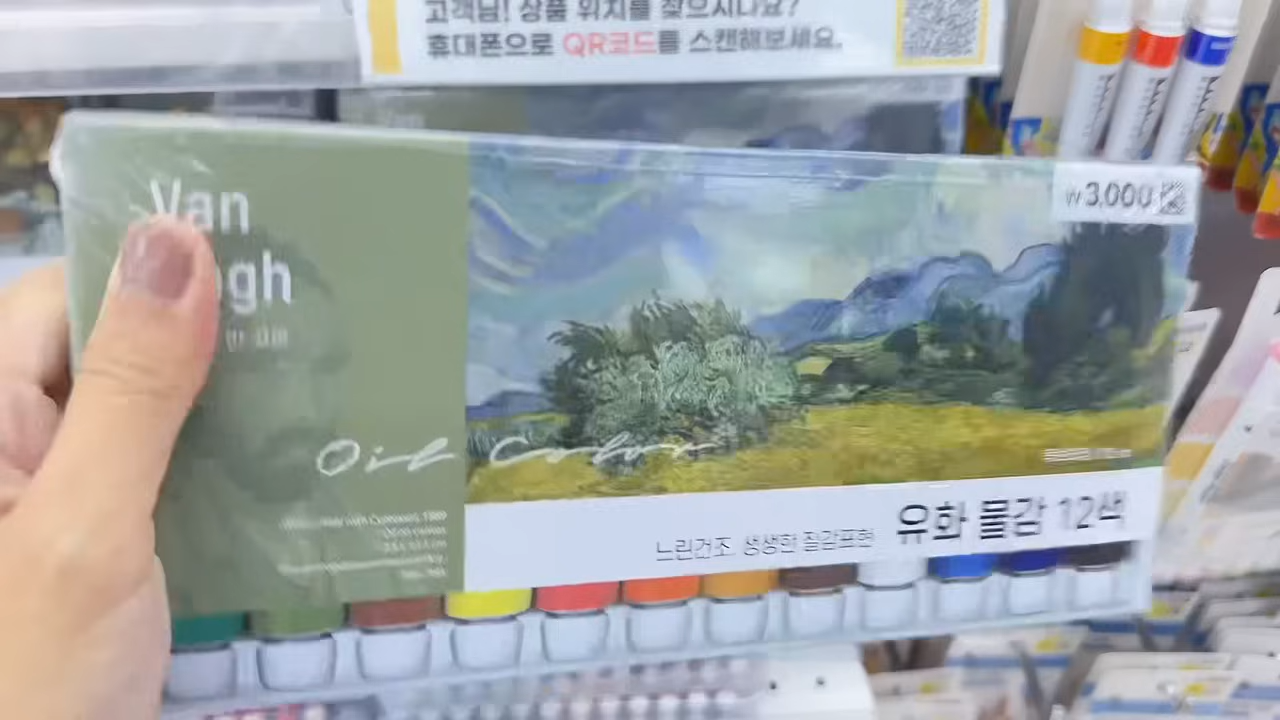 고객님! 상품 위치를 찾으시나요?
휴대폰으로 QR코드를 스캔해보세요.
Van
gh
₩3,000
Oil Color
느린건조, 생생한 질감표현
유화 물감 12색